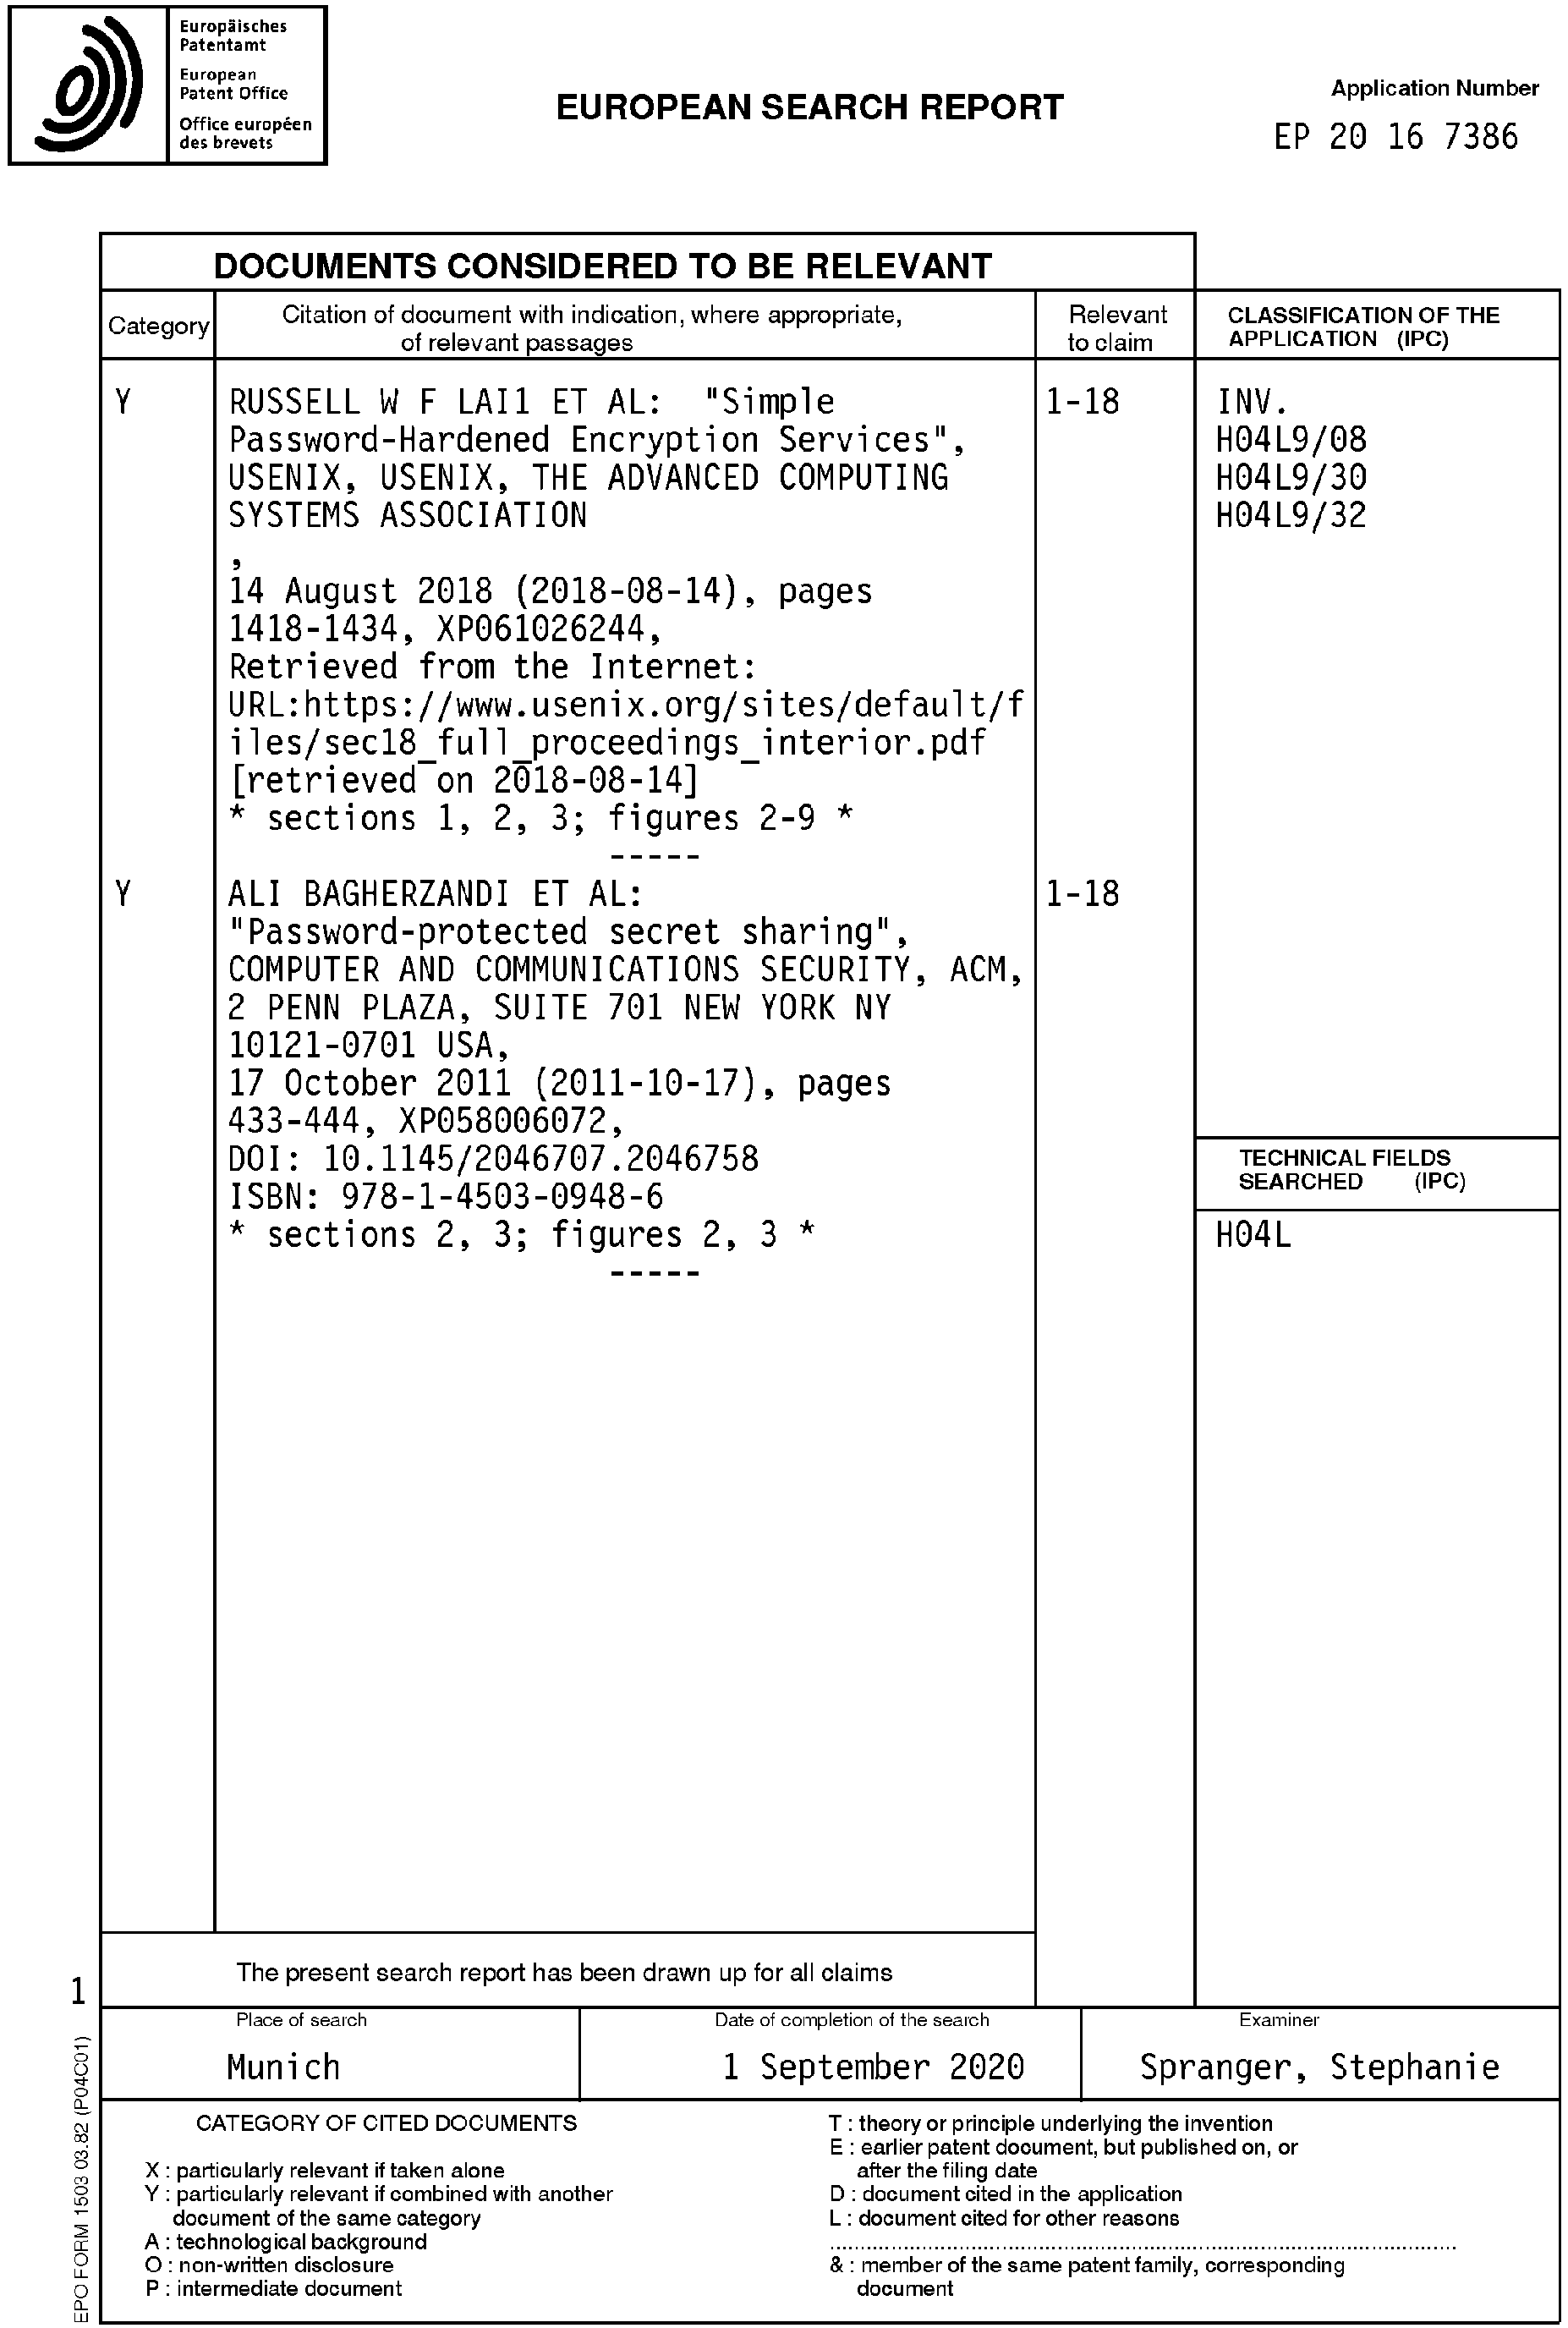 Europäisches
Patentamt
European
Patent Office
Office européen
des brevets
EUROPEAN SEARCH REPORT
Application Number
EP 20 16 7386
DOCUMENTS CONSIDERED TO BE RELEVANT
Category
Citation of document with indication, where appropriate,
of relevant passages
Relevant
to claim
CLASSIFICATION OF THE
APPLICATION (IPC)
Y
RUSSELL W F LAI1 ET AL: "Simple
Password-Hardened Encryption Services",
USENIX, USENIX, THE ADVANCED COMPUTING
SYSTEMS ASSOCIATION
,
14 August 2018 (2018-08-14), pages
1418-1434, XP061026244,
Retrieved from the Internet:
URL:https://www.usenix.org/sites/default/f
iles/sec18_full_proceedings_interior.pdf
[retrieved on 2018-08-14]
* sections 1, 2, 3; figures 2-9 *
-----
1-18
INV.
H04L9/08
H04L9/30
H04L9/32
Y
ALI BAGHERZANDI ET AL:
"Password-protected secret sharing",
COMPUTER AND COMMUNICATIONS SECURITY, ACM,
2 PENN PLAZA, SUITE 701 NEW YORK NY
10121-0701 USA,
17 October 2011 (2011-10-17), pages
433-444, XP058006072,
DOI: 10.1145/2046707.2046758
ISBN: 978-1-4503-0948-6
* sections 2, 3; figures 2, 3 *
-----
1-18
TECHNICAL FIELDS
SEARCHED (IPC)
H04L
The present search report has been drawn up for all claims
1
Place of search
Munich
Date of completion of the search
1 September 2020
Examiner
Spranger, Stephanie
CATEGORY OF CITED DOCUMENTS
X : particularly relevant if taken alone
Y : particularly relevant if combined with another
document of the same category
A : technological background
O : non-written disclosure
P : intermediate document
T : theory or principle underlying the invention
E : earlier patent document, but published on, or
after the filing date
D : document cited in the application
L : document cited for other reasons
& : member of the same patent family, corresponding
document
EPO FORM 1503 03.82 (P04C01)